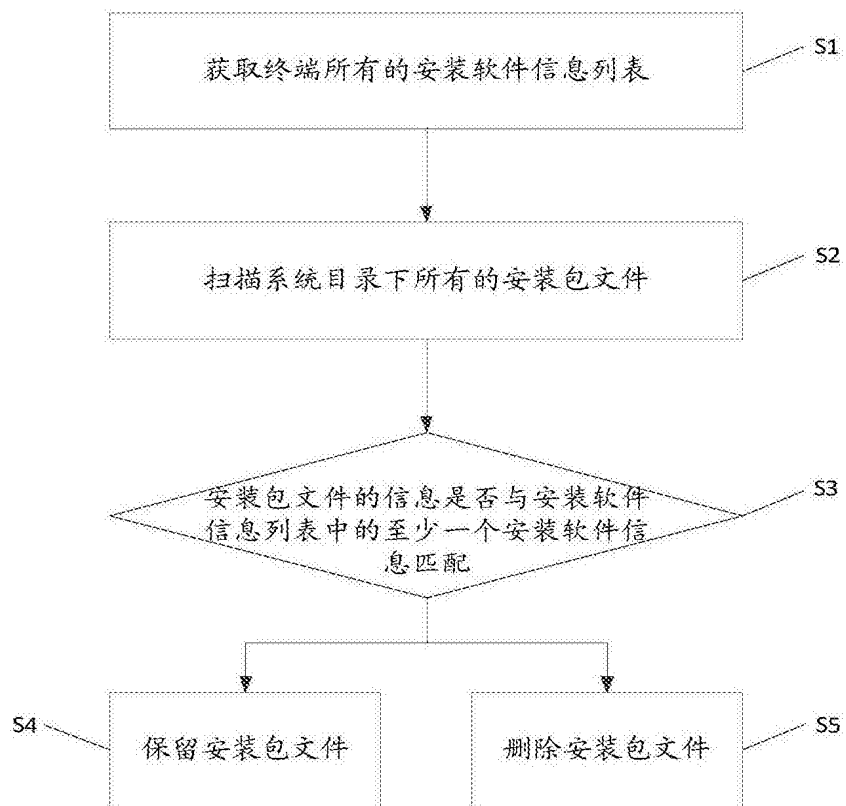 获取终端所有的安装软件信息列表
S1
扫描系统目录下所有的安装包文件
S2
安装包文件的信息是否与安装软件
信息列表中的至少一个安装软件信
息匹配
S3
S4
保留安装包文件
删除安装包文件
S5